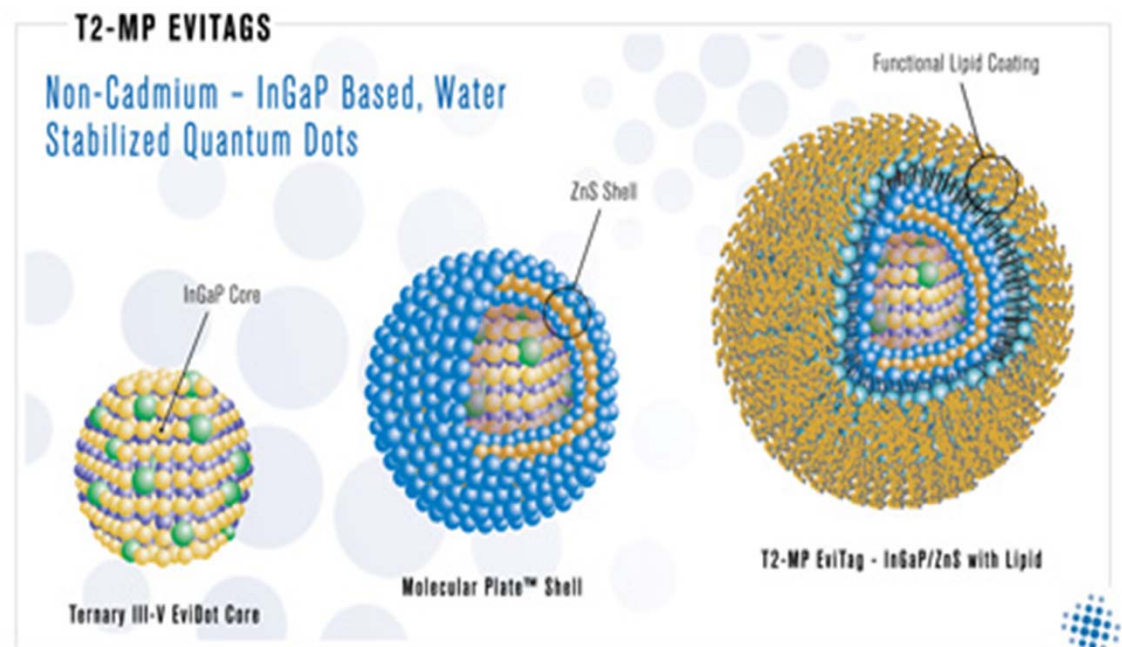 T2-MP EVITAGS
Non-Cadmium – InGaP Based, Water
Stabilized Quantum Dots
Functional Lipid Coating
ZnS Shell
InGaP Core
T2-MP EviTag - InGaP/ZnS with Lipid
Molecular Plate™ Shell
Ternary III-V EviDot Core